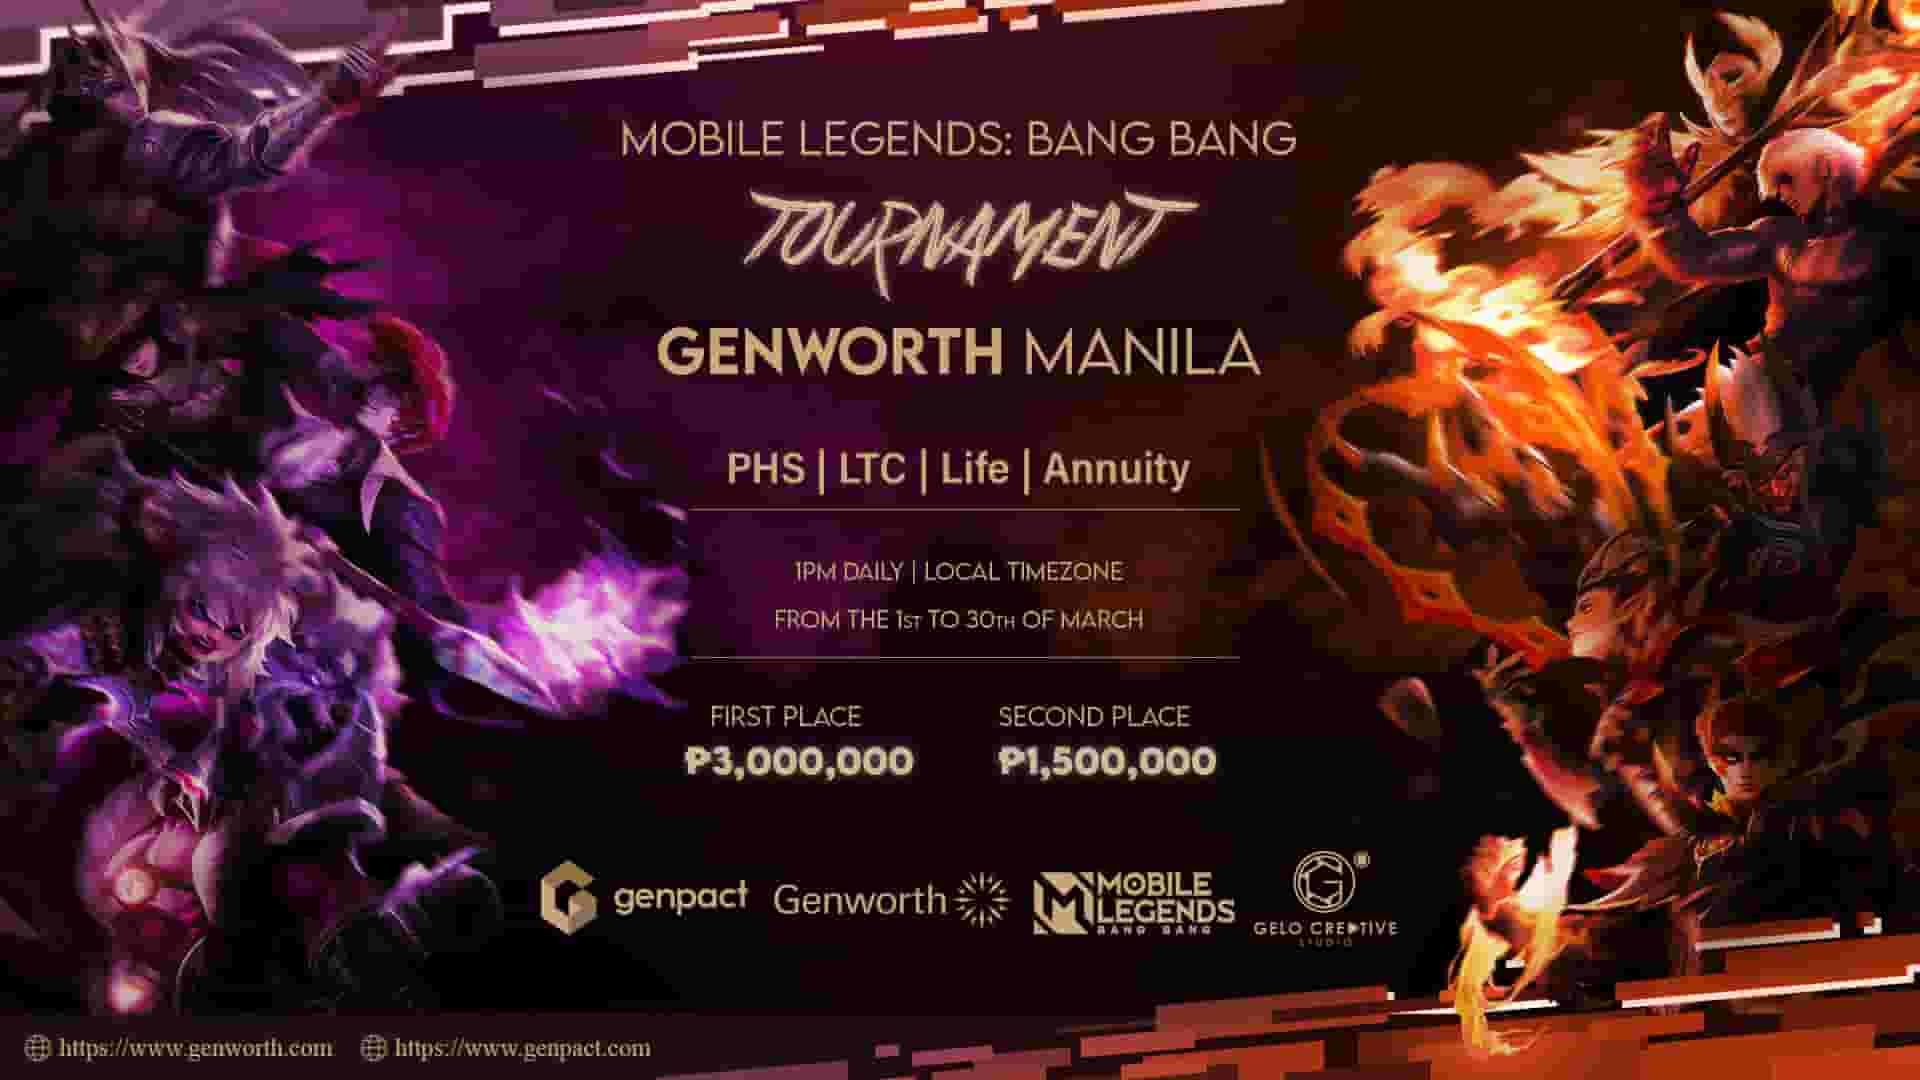 MOBILE LEGENDS: BANG BANG
TOURNAMENT
GENWORTH MANILA
PHS | LTC | Life | Annuity
1PM DAILY | LOCAL TIMEZONE
FROM THE 1ST TO 30TH OF MARCH
FIRST PLACE
₱3,000,000
SECOND PLACE
₱1,500,000
genpact
Genworth
MOBILE
LEGENDS
BANG BANG
GELO CREATIVE
STUDIO
https://www.genworth.com https://www.genpact.com